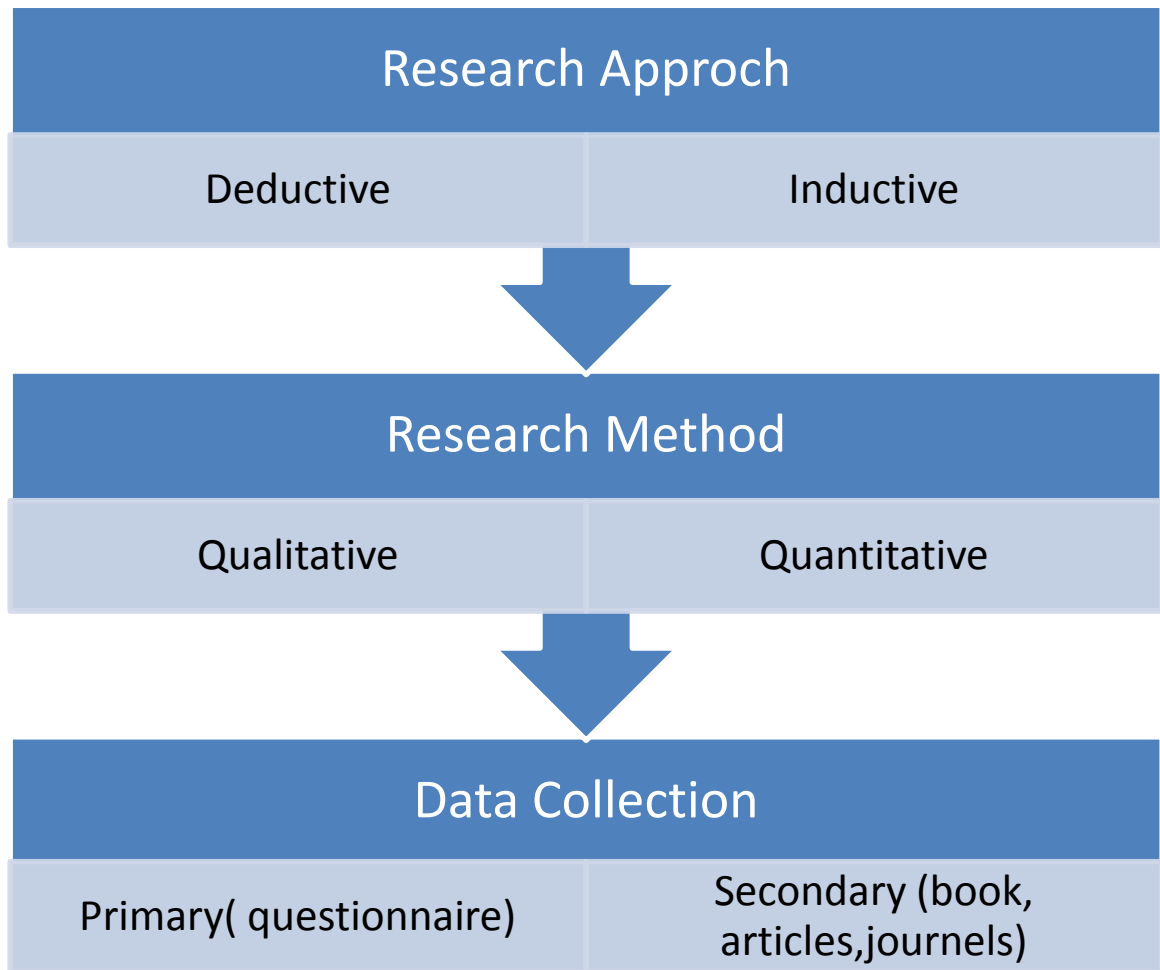 Research Approch
Deductive
Inductive
Research Method
Qualitative
Quantitative
Data Collection
Primary( questionnaire)
Secondary (book,
articles,journels)